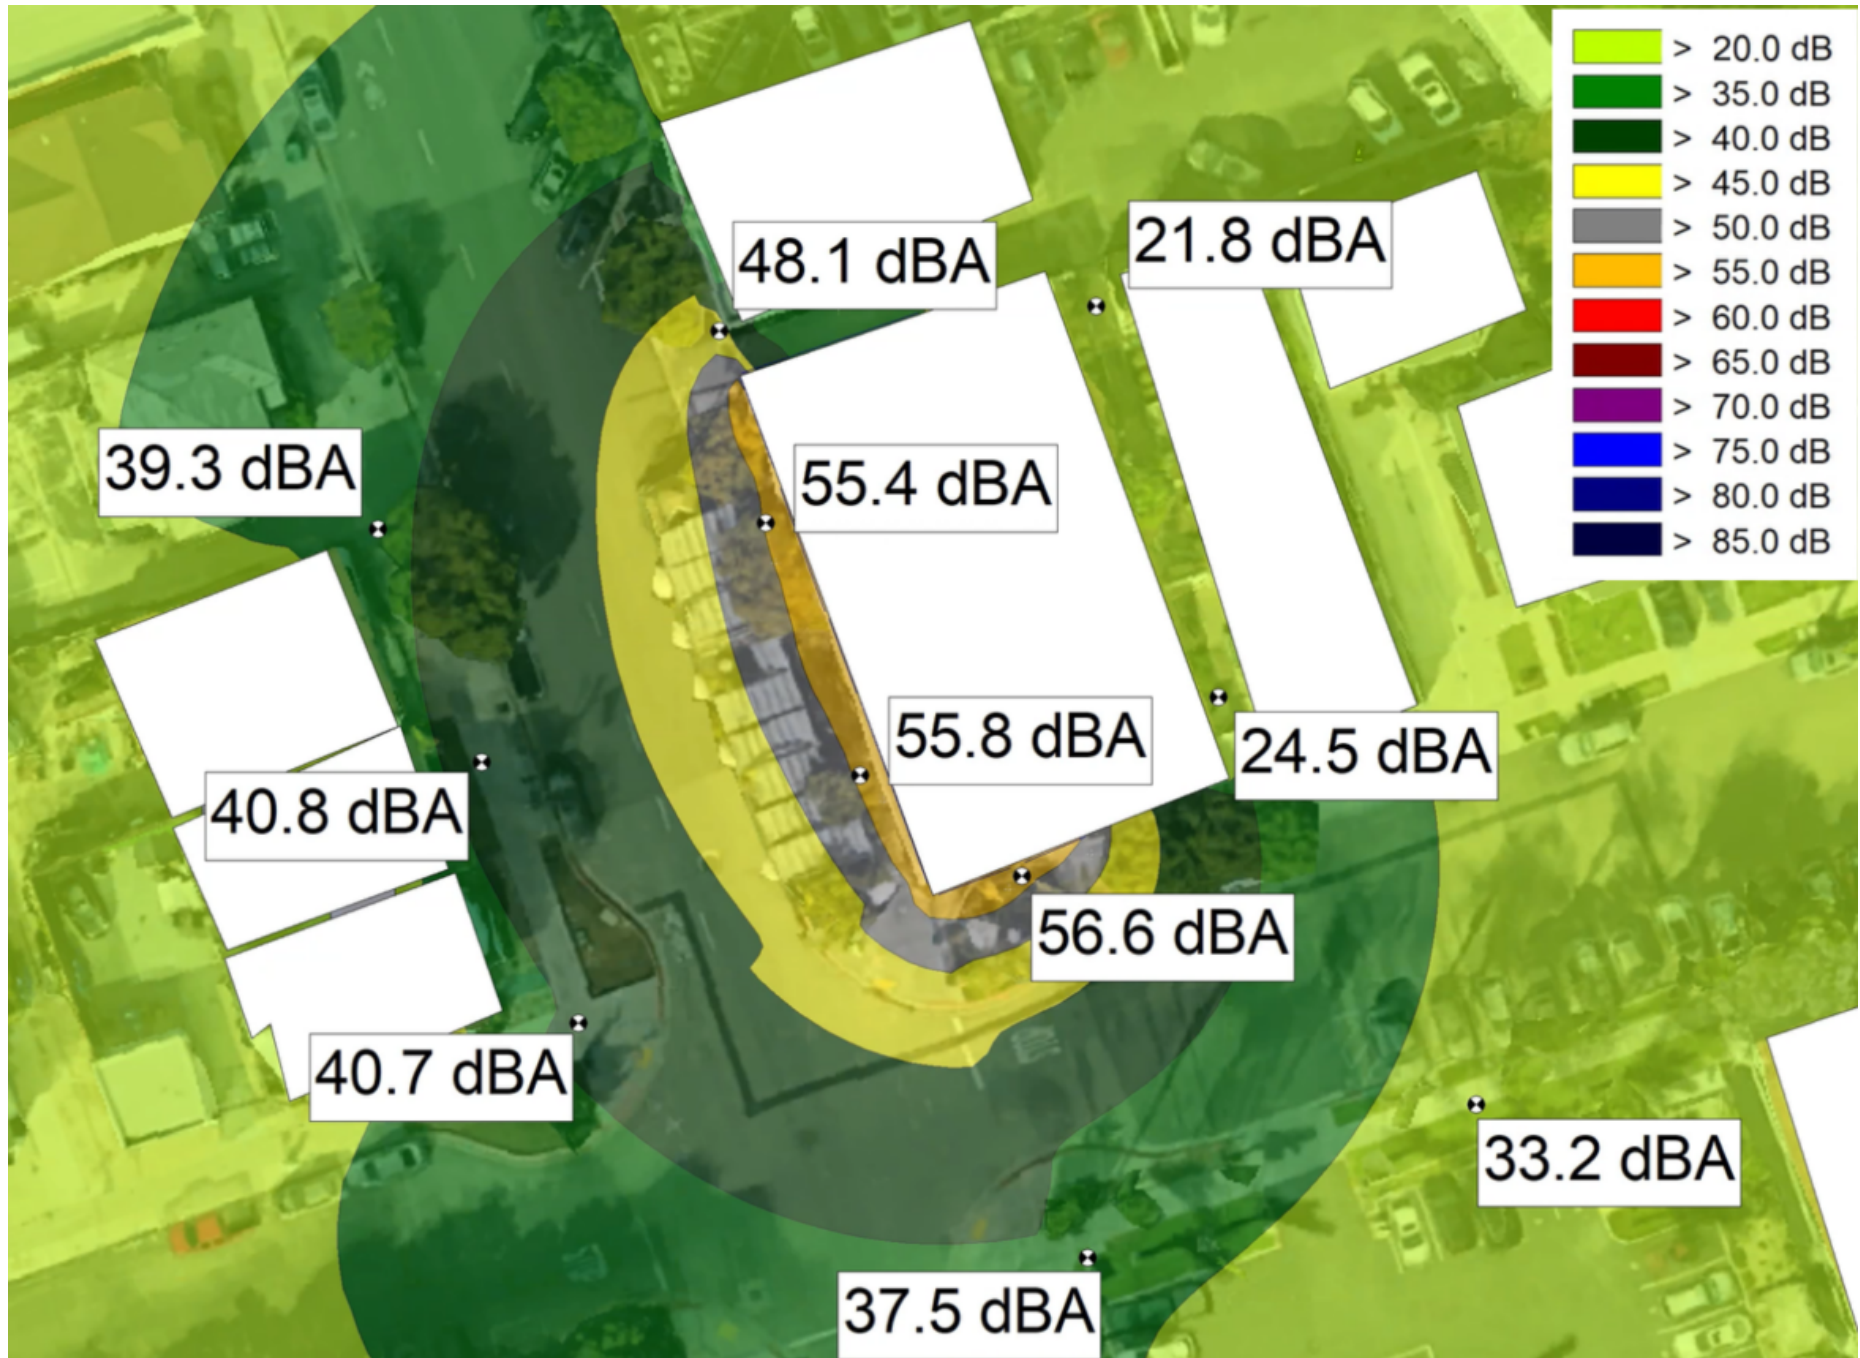 > 20.0 dB
> 35.0 dB
> 40.0 dB
> 45.0 dB
> 50.0 dB
> 55.0 dB
> 60.0 dB
> 65.0 dB
> 70.0 dB
> 75.0 dB
> 80.0 dB
> 85.0 dB
21.8 dBA
48.1 dBA
39.3 dBA
55.4 dBA
55.8 dBA
24.5 dBA
40.8 dBA
56.6 dBA
40.7 dBA
33.2 dBA
37.5 dBA